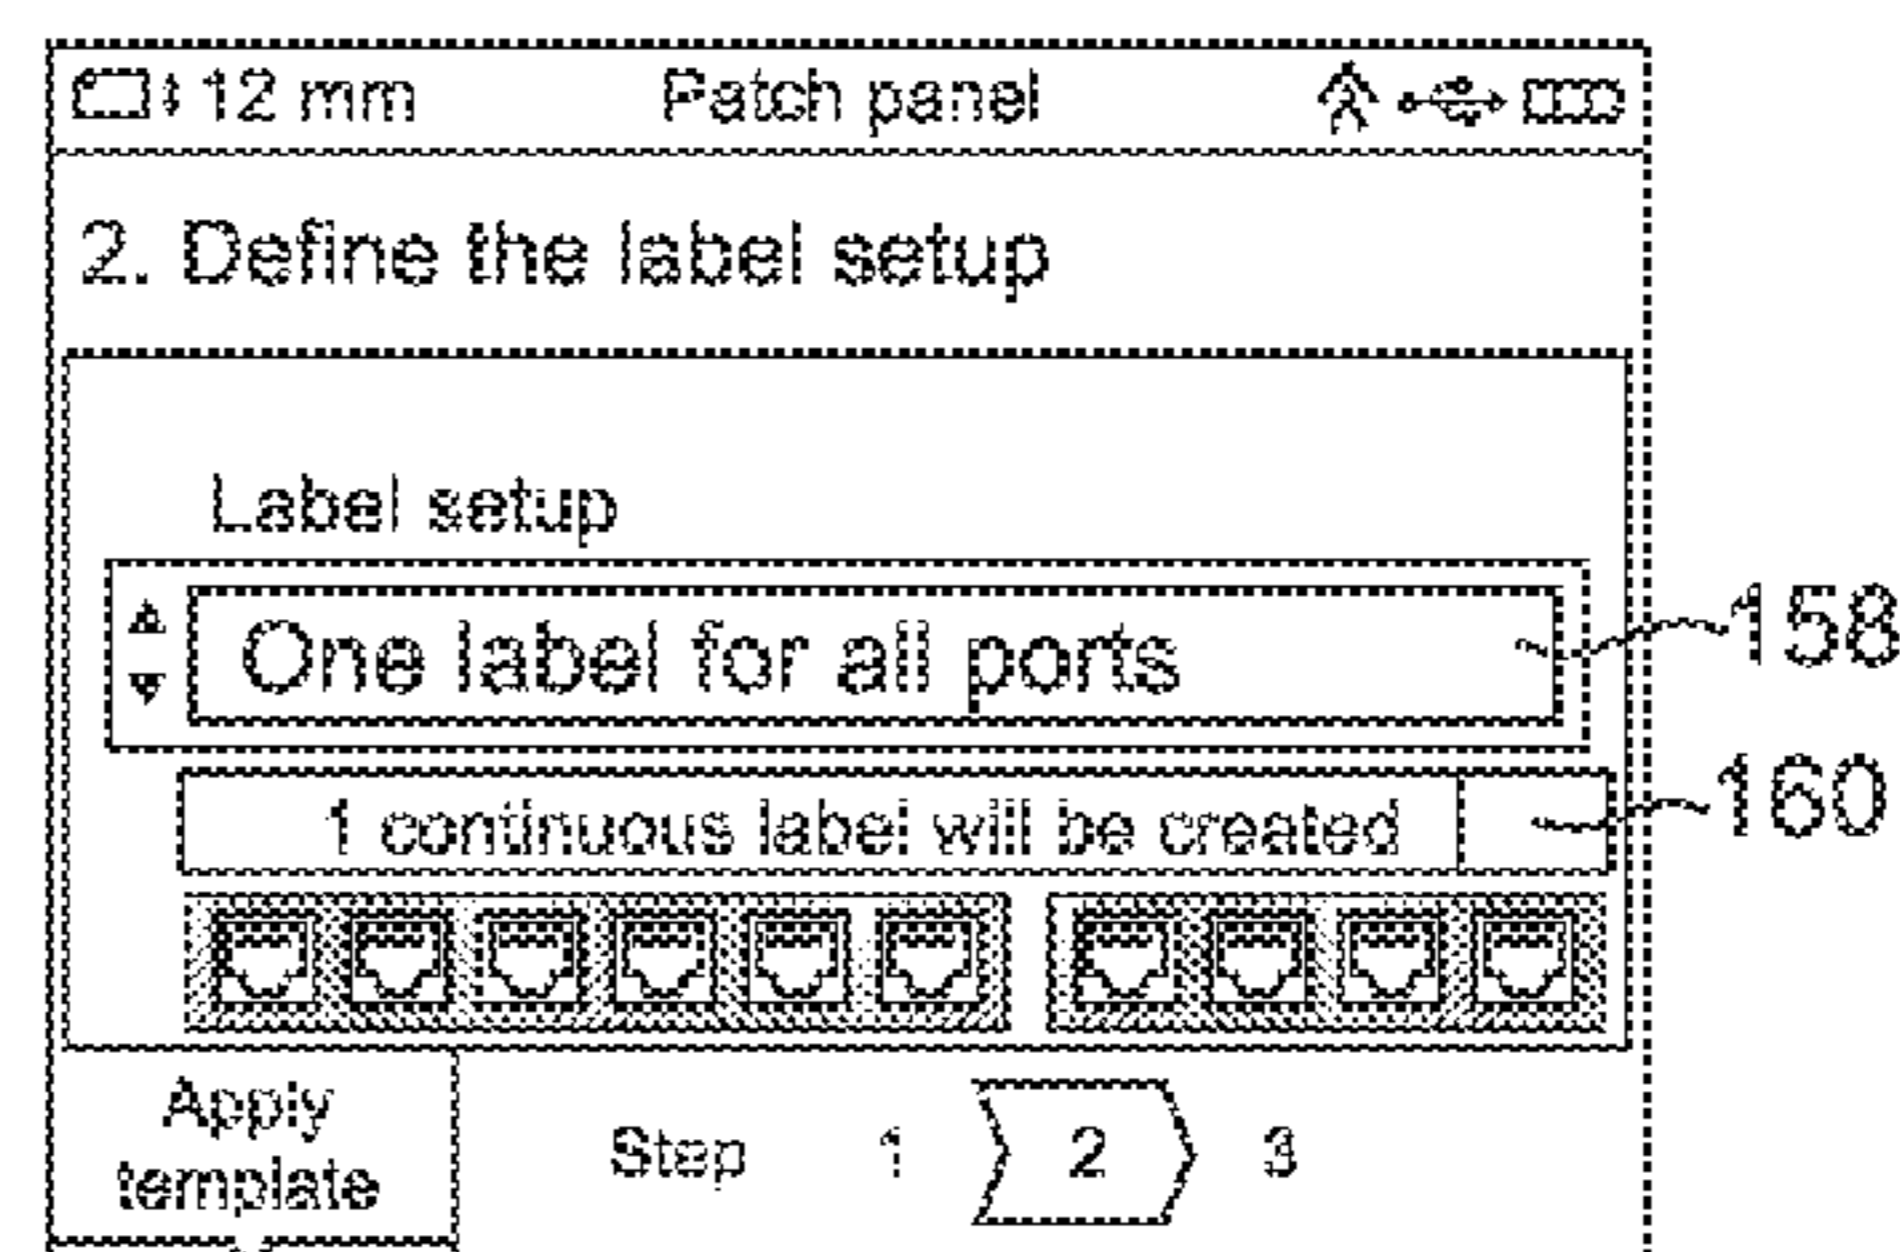 12 mm Patch panel
2. Define the label setup
Label setup
One label for all ports
158
1 continuous label will be created
160
Apply
template
Step 1 2 3